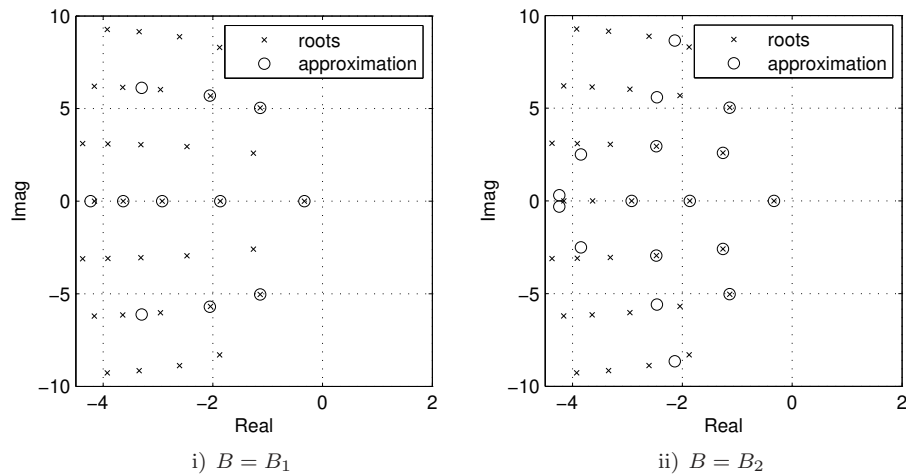 10
5
0
−5
−10
Imag
−4
−2
0
2
Real
roots
approximation
i) B = B₁
10
5
0
−5
−10
Imag
−4
−2
0
2
Real
roots
approximation
ii) B = B₂